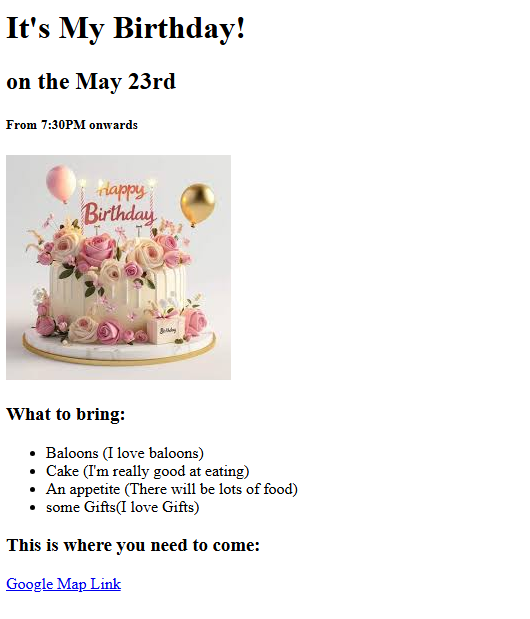 It's My Birthday!
on the May 23rd
From 7:30PM onwards
Happy
Birthday
Birthday
What to bring:
Baloons (I love baloons)
Cake (I'm really good at eating)
An appetite (There will be lots of food)
some Gifts(I love Gifts)
This is where you need to come:
Google Map Link